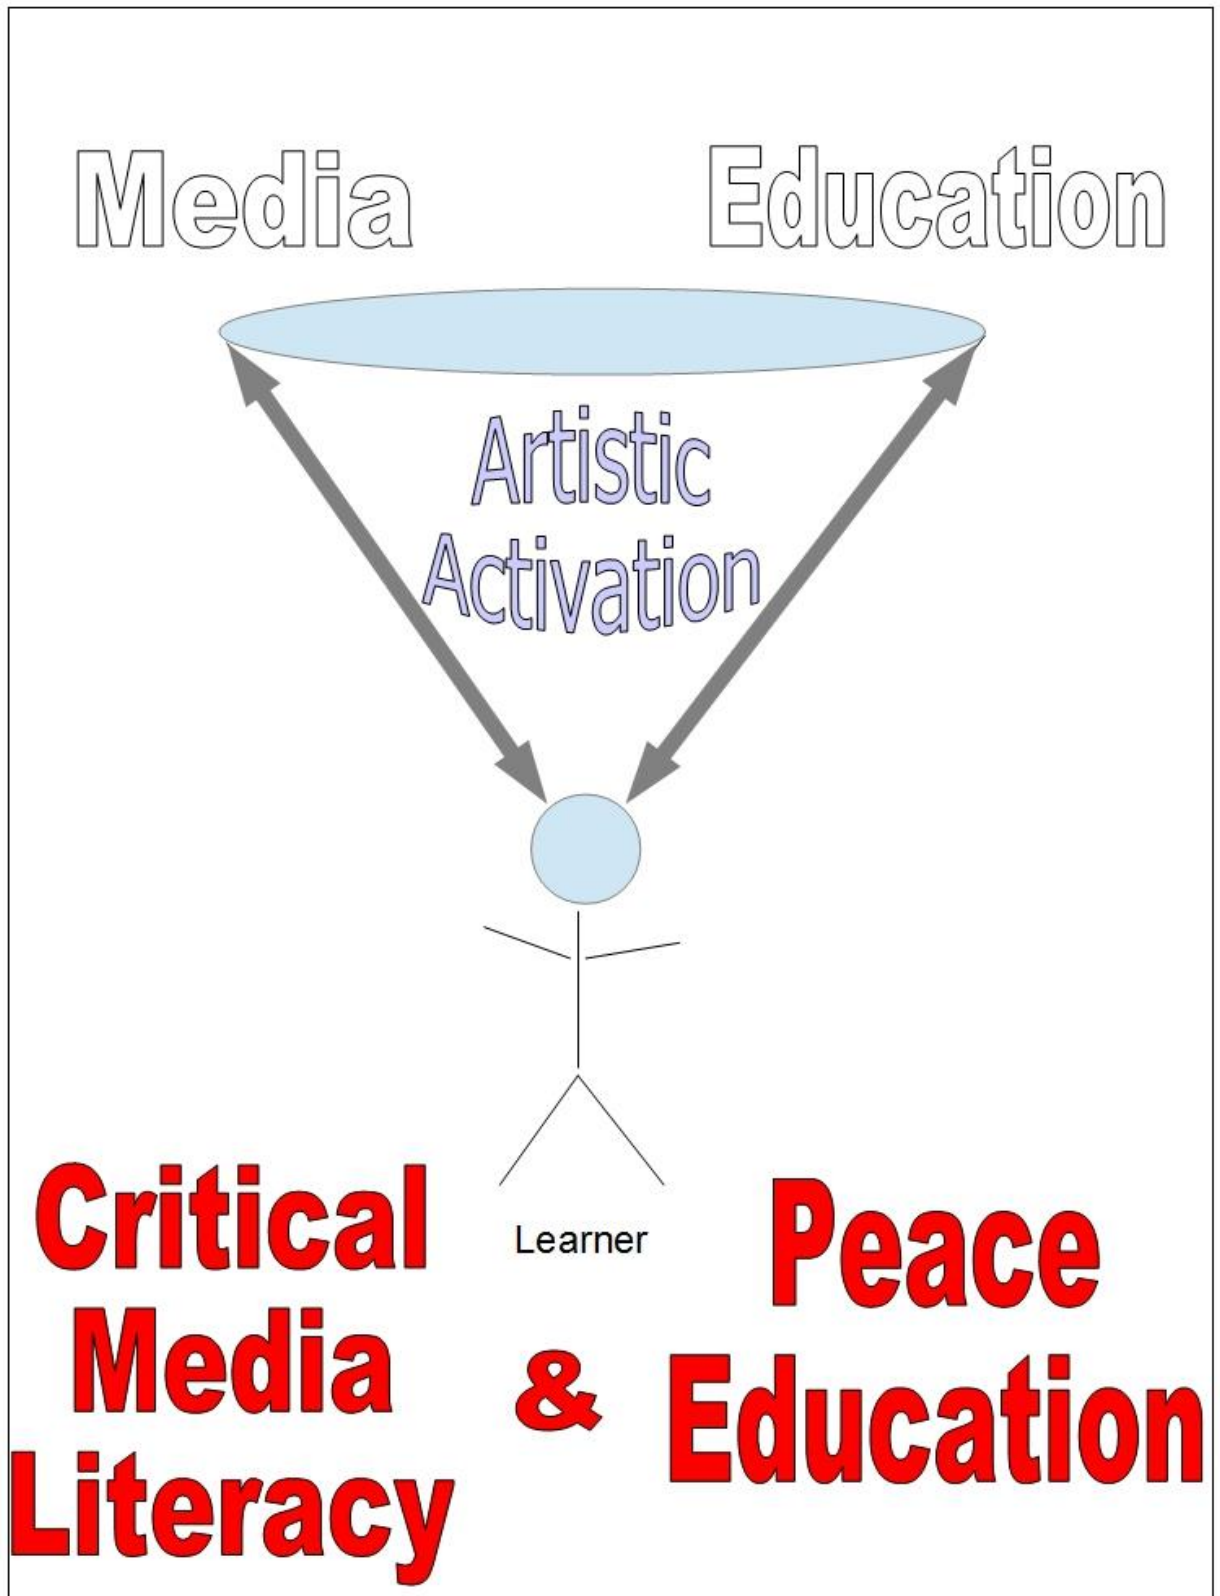 Media
Education
Artistic
Activation
Learner
Critical
Media
Literacy
&
Peace
Education